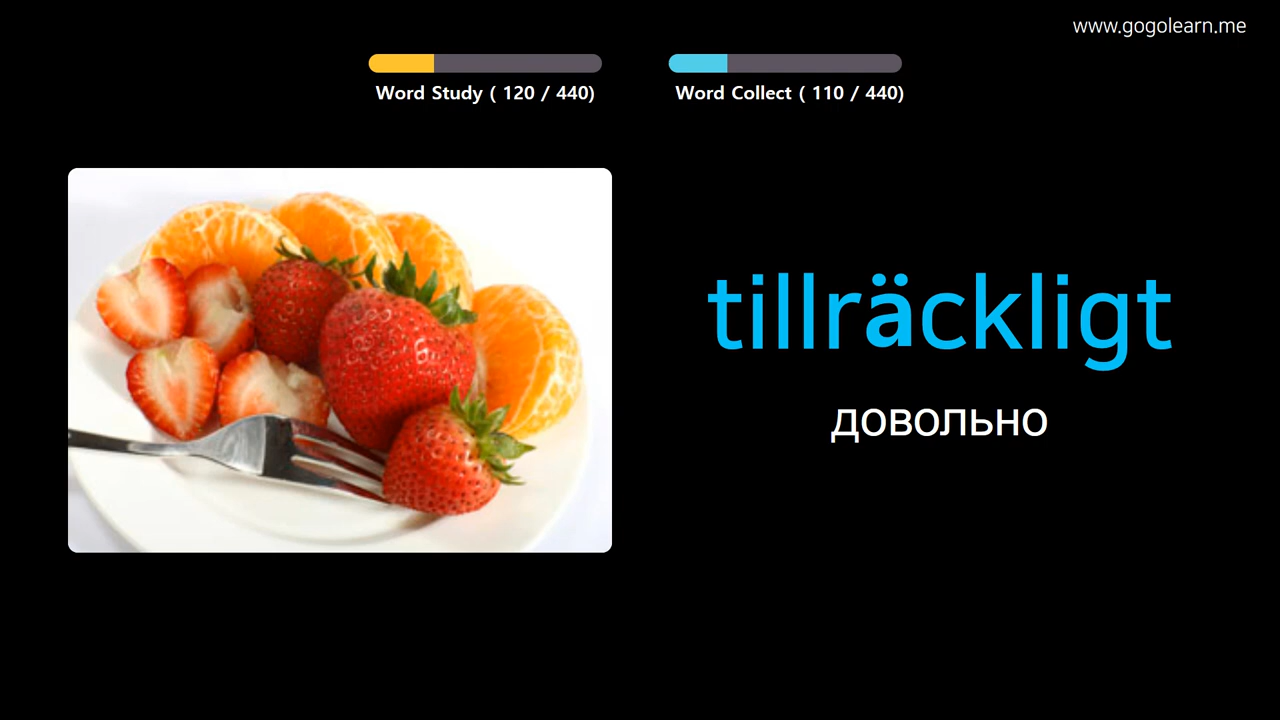 www.gogolearn.me
Word Study ( 120 / 440)
Word Collect ( 110 / 440)
tillräckligt
довольно